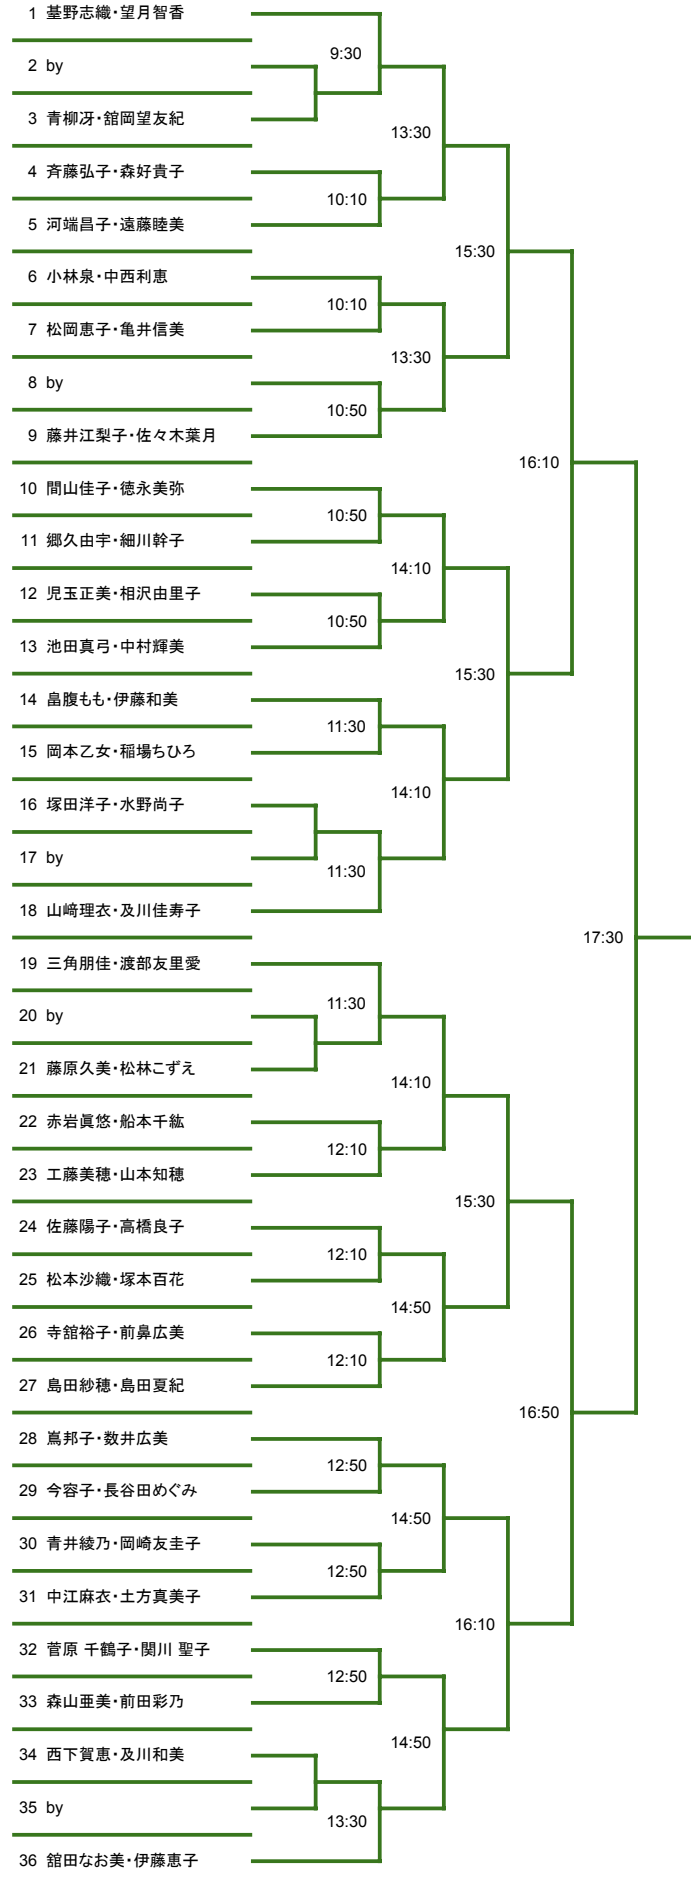 1 基野志織・望月智香
9:30
2 by
3 青柳冴・舘岡望友紀
13:30
4 斉藤弘子・森好貴子
10:10
5 河端昌子・遠藤睦美
15:30
6 小林泉・中西利恵
10:10
7 松岡恵子・亀井信美
13:30
8 by
10:50
9 藤井江梨子・佐々木葉月
16:10
10 間山佳子・徳永美弥
10:50
11 郷久由宇・細川幹子
14:10
12 児玉正美・相沢由里子
10:50
13 池田真弓・中村輝美
15:30
14 畠腹もも・伊藤和美
11:30
15 岡本乙女・稲場ちひろ
14:10
16 塚田洋子・水野尚子
17 by
11:30
18 山﨑理衣・及川佳寿子
17:30
19 三角朋佳・渡部友里愛
11:30
20 by
21 藤原久美・松林こずえ
14:10
22 赤岩眞悠・船本千紘
12:10
23 工藤美穂・山本知穂
15:30
24 佐藤陽子・高橋良子
12:10
25 松本沙織・塚本百花
14:50
26 寺舘裕子・前鼻広美
12:10
27 島田紗穂・島田夏紀
16:50
28 嶌邦子・数井広美
12:50
29 今容子・長谷田めぐみ
14:50
30 青井綾乃・岡崎友圭子
12:50
31 中江麻衣・土方真美子
16:10
32 菅原 千鶴子・関川 聖子
12:50
33 森山亜美・前田彩乃
14:50
34 西下賀恵・及川和美
35 by
13:30
36 舘田なお美・伊藤恵子